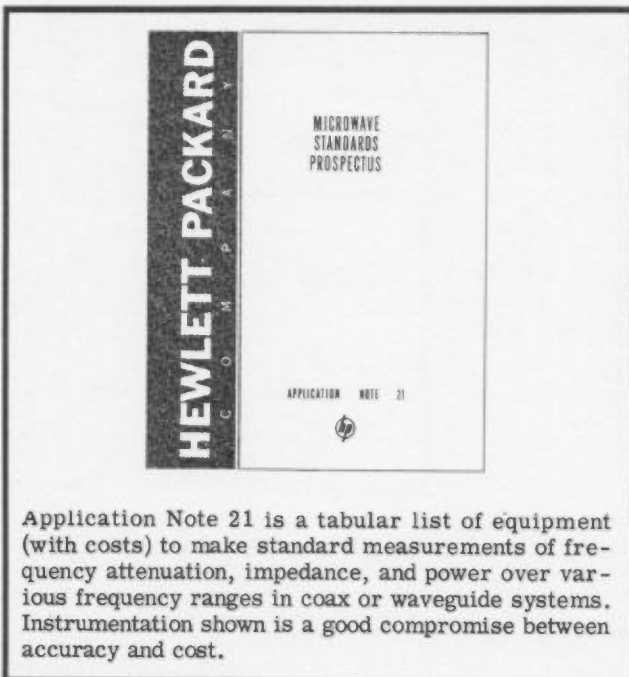 HEWLETT PACKARD
COMPANY
MICROWAVE
STANDARDS
PROSPECTUS
APPLICATION NOTE 21
hp
Application Note 21 is a tabular list of equipment
(with costs) to make standard measurements of fre-
quency attenuation, impedance, and power over var-
ious frequency ranges in coax or waveguide systems.
Instrumentation shown is a good compromise between
accuracy and cost.